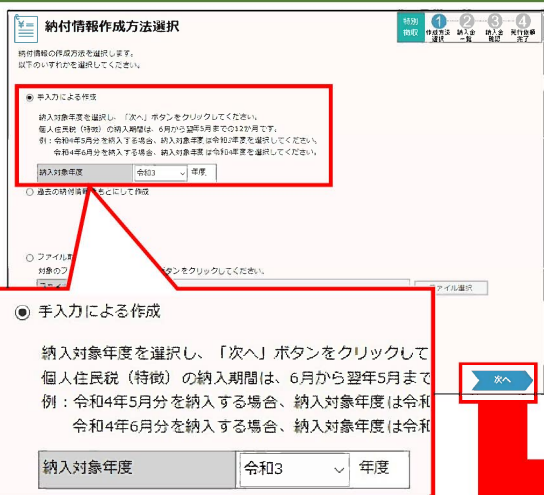 納付情報作成方法選択
特別 徴収
1 作成方法 選択
2 納入金 一覧
3 納入金 確認
4 発行依頼 完了
納付情報の作成方法を選択します。
以下のいずれかを選択してください。
手入力による作成
納入対象年度を選択し、「次へ」ボタンをクリックしてください。
個人住民税(特徴)の納入期間は、6月から翌年5月までの12か月です。
例:令和4年5月分を納入する場合、納入対象年度は令和3年度を選択してください。
令和4年6月分を納入する場合、納入対象年度は令和4年度を選択してください。
納入対象年度 令和3 年度
過去の納付情報をもとにして作成
ファイル
対象のフ
タンをクリックしてください。
ファイル選択
手入力による作成
納入対象年度を選択し、「次へ」ボタンをクリックして
個人住民税(特徴)の納入期間は、6月から翌年5月まで
例:令和4年5月分を納入する場合、納入対象年度は令和
令和4年6月分を納入する場合、納入対象年度は令和
納入対象年度 令和3 年度
次へ